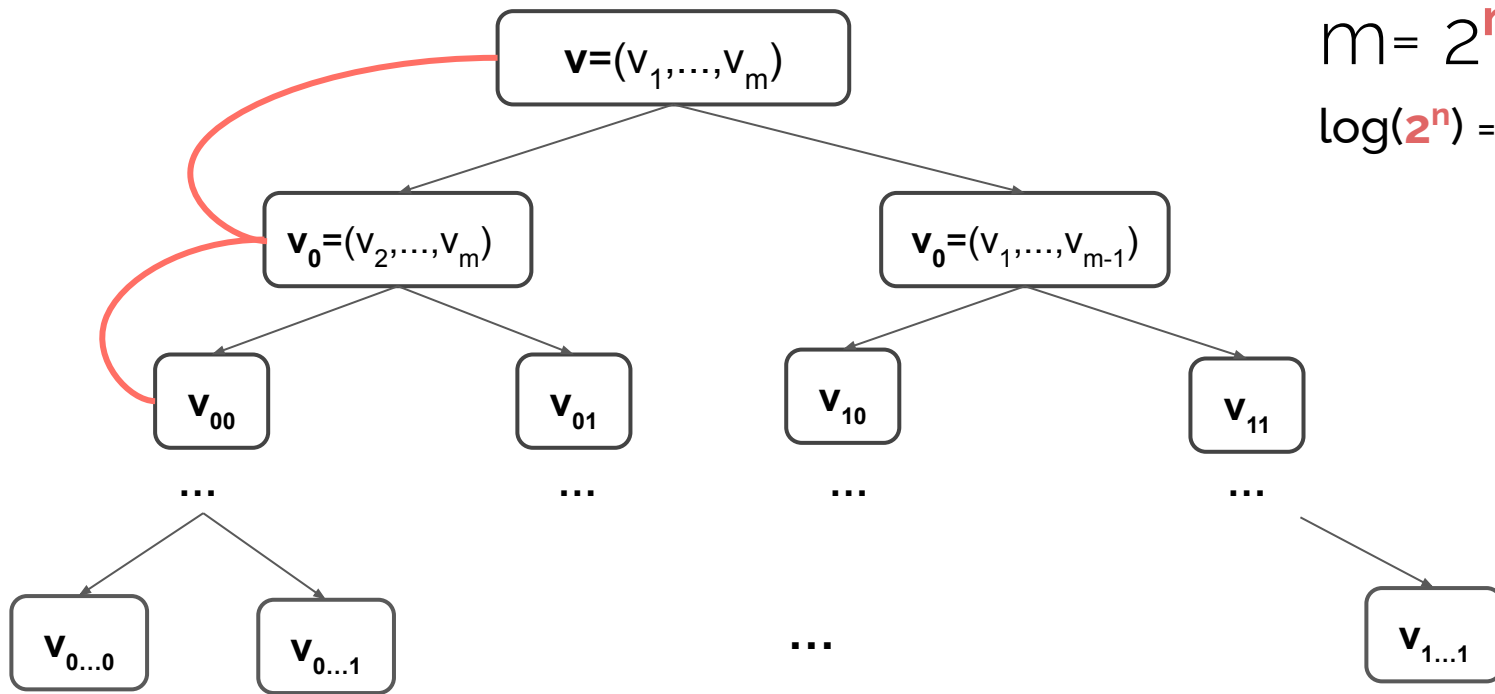 v=(v₁,...,vₘ)
m= 2ⁿ
log(2ⁿ) =
v₀=(v₂,...,vₘ)
v₀=(v₁,...,vₘ₋₁)
v₀₀
v₀₁
v₁₀
v₁₁
... ... ... ...
v₀...₀
v₀...₁
...
v₁...₁